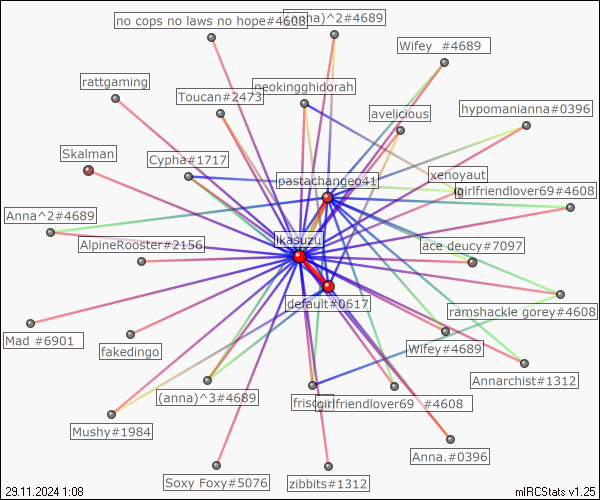 no cops no laws no hope#4608
(anna)^2#4689
Wifey #4689
rattgaming
Toucan#2473
neokingghidorah
avelicious
hypomanianna#0396
Skalman
Cypha#1717
pastachangeo41
xenoyaut
girlfriendlover69#4608
Anna^2#4689
AlpineRooster#2156
ikasuzu
ace deucy#7097
default#0617
ramshackle gorey#4608
Mad #6901
fakedingo
Wifey#4689
Annarchist#1312
(anna)^3#4689
girlfriendlover69 #4608
Mushy#1984
Anna.#0396
Soxy Foxy#5076
zibbits#1312
29.11.2024 1:08
mIRCStats v1.25